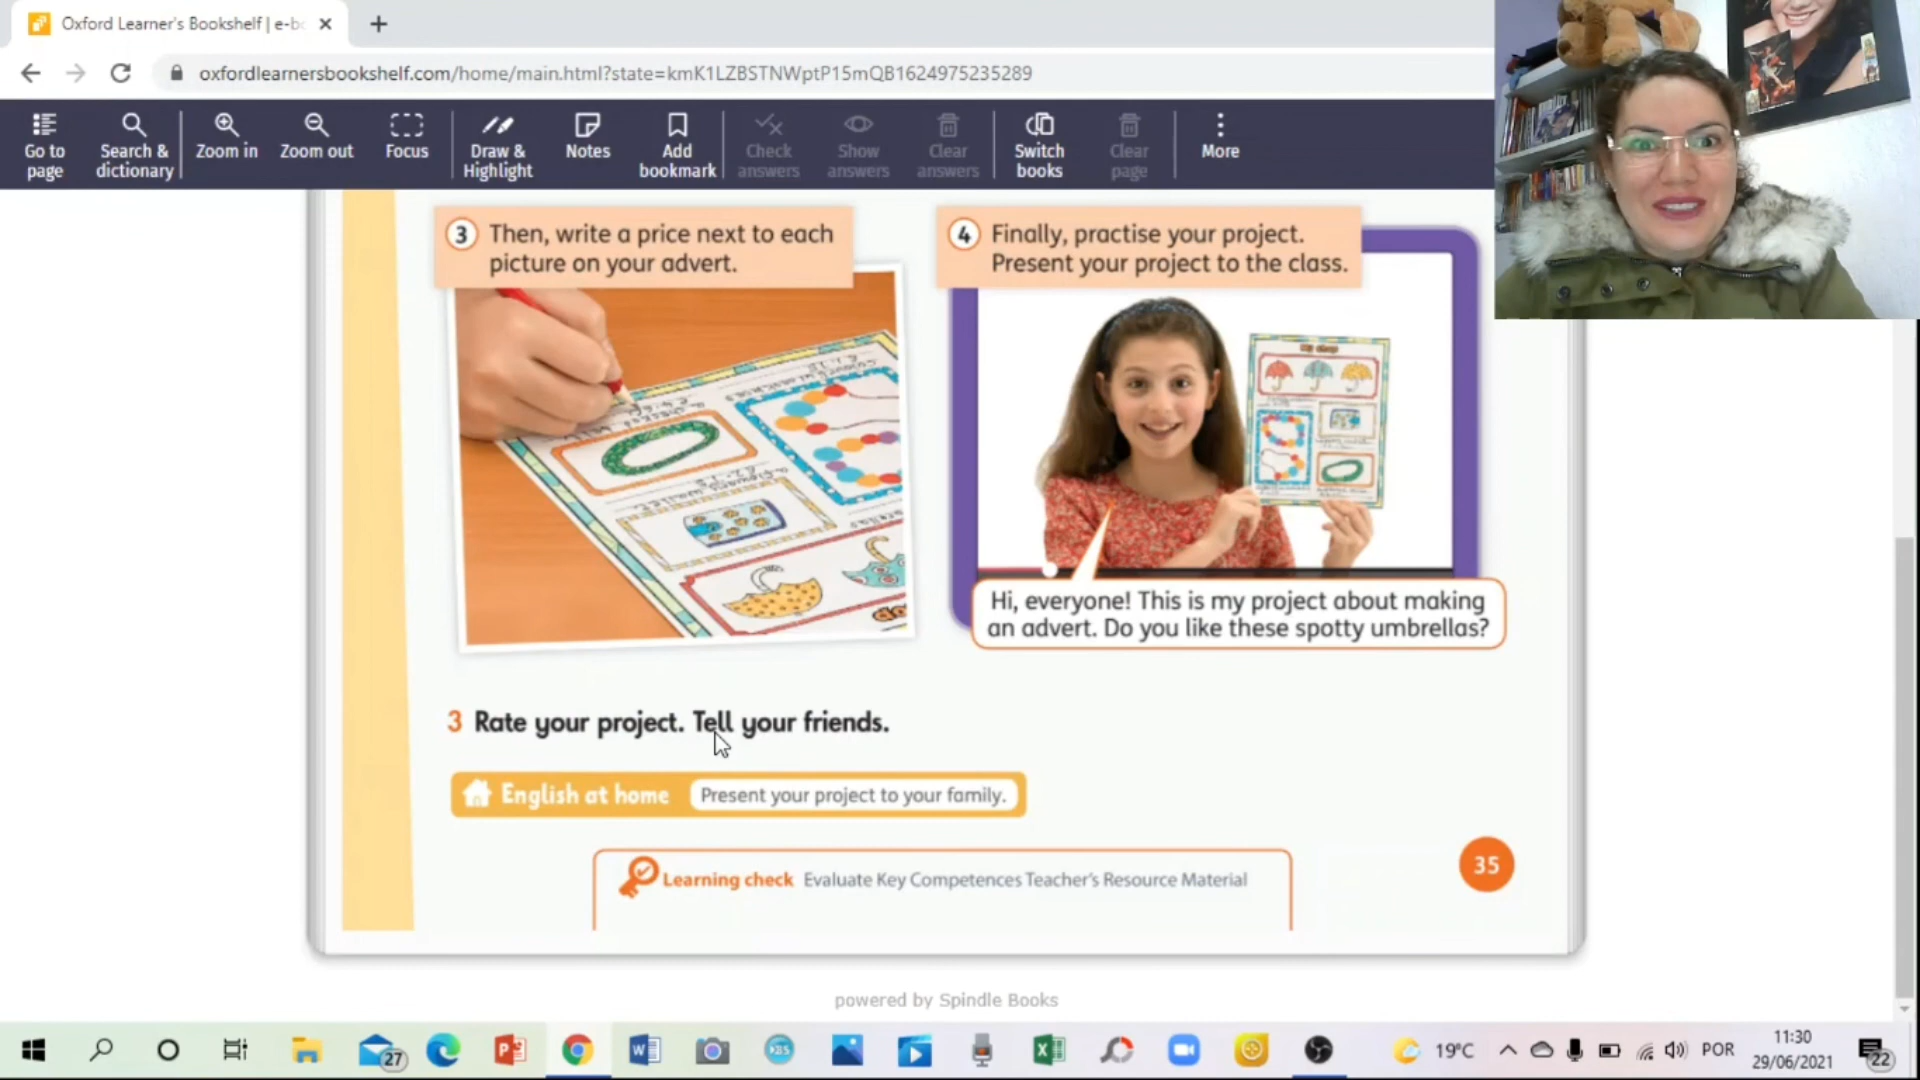 Oxford Learner's Bookshelf | e-bo
oxfordlearnersbookshelf.com/home/main.html?state=kmK1LZBSTNWptP15mQB1624975235289
Go to page
Search & dictionary
Zoom in
Zoom out
Focus
Draw & Highlight
Notes
Add bookmark
Check answers
Show answers
Clear answers
Switch books
Clear page
More
3 Then, write a price next to each
picture on your advert.
4 Finally, practise your project.
Present your project to the class.
My shop
Hi, everyone! This is my project about making
an advert. Do you like these spotty umbrellas?
3 Rate your project. Tell your friends.
English at home Present your project to your family.
Learning check Evaluate Key Competences Teacher's Resource Material
35
powered by Spindle Books
27
19°C
POR
11:30
29/06/2021
22